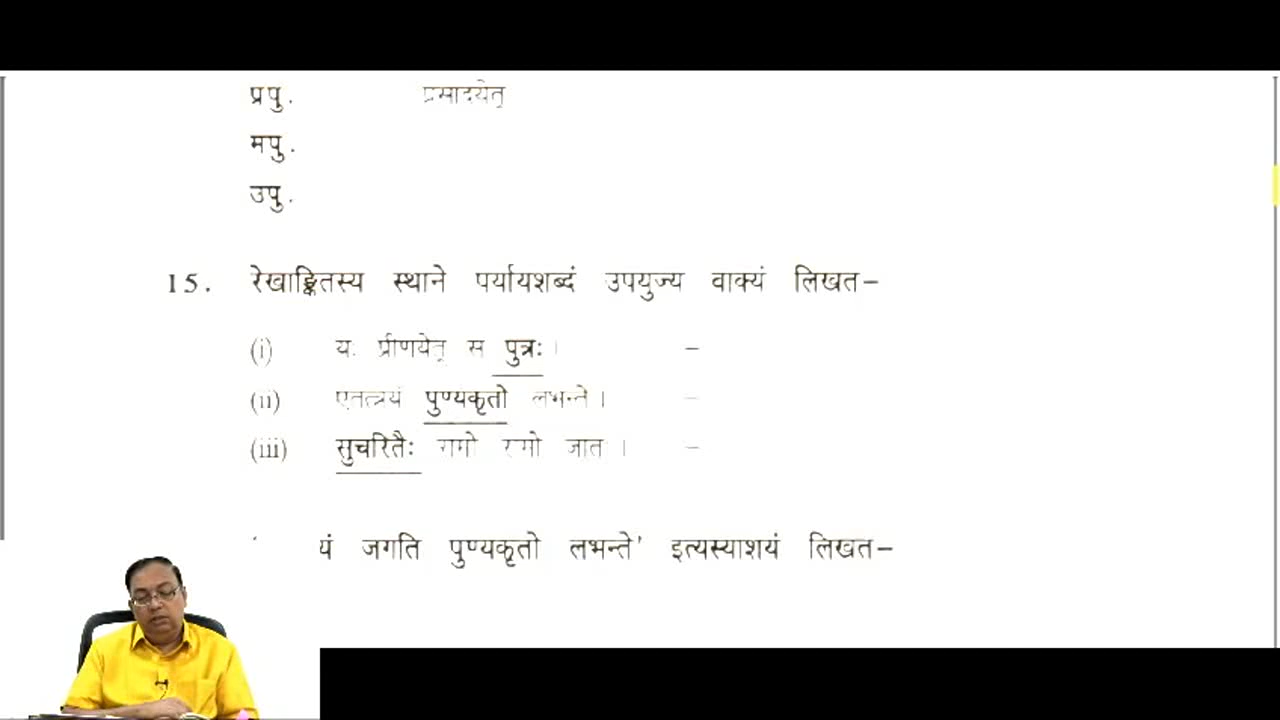 प्रपु. प्रसादयेत्
मपु.
उपु.
15. रेखाङ्कितस्य स्थाने पर्यायशब्दं उपयुज्य वाक्यं लिखत–
(i) यः प्रीणयेत् स पुत्रः। –
(ii) एतत्त्रयं पुण्यकृतो लभन्ते। –
(iii) सुचरितैः जात । –
यं जगति पुण्यकृतो लभन्ते' इत्यस्याशयं लिखत–